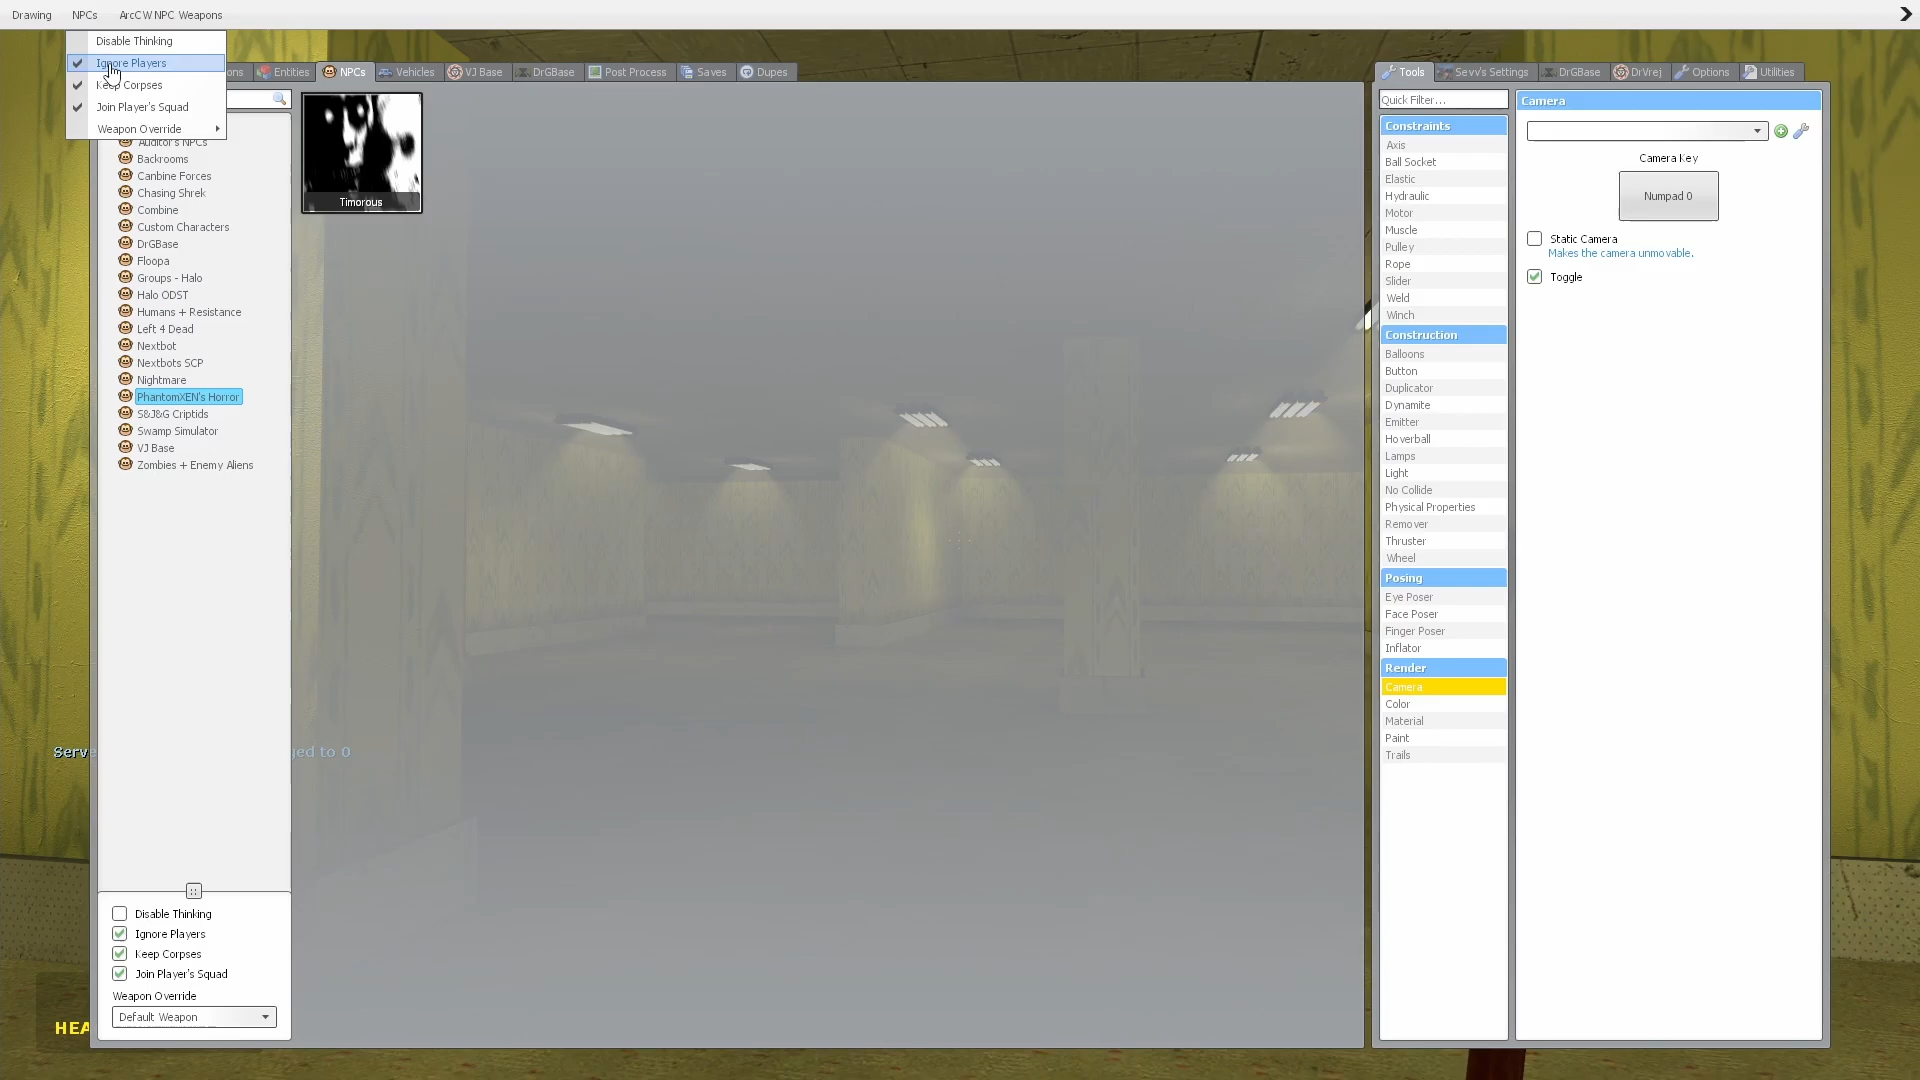 Drawing NPCs ArcCW NPC Weapons
Disable Thinking
Ignore Players
Keep Corpses
Join Player's Squad
Weapon Override
Entities NPCs Vehicles VJ Base DrGBase Post Process Saves Dupes
Auditor's NPCs
Backrooms
Canbine Forces
Chasing Shrek
Combine
Custom Characters
DrGBase
Floopa
Groups - Halo
Halo ODST
Humans + Resistance
Left 4 Dead
Nextbot
Nextbots SCP
Nightmare
PhantomXEN's Horror
S&J&G Criptids
Swamp Simulator
VJ Base
Zombies + Enemy Aliens
Timorous
to 0
Disable Thinking
Ignore Players
Keep Corpses
Join Player's Squad
Weapon Override
Default Weapon
Tools Sevv's Settings DrGBase DrVrej Options Utilities
Quick Filter...
Constraints
Axis
Ball Socket
Elastic
Hydraulic
Motor
Muscle
Pulley
Rope
Slider
Weld
Winch
Construction
Balloons
Button
Duplicator
Dynamite
Emitter
Hoverball
Lamps
Light
No Collide
Physical Properties
Remover
Thruster
Wheel
Posing
Eye Poser
Face Poser
Finger Poser
Inflator
Render
Camera
Color
Material
Paint
Trails
Camera
Camera Key
Numpad 0
Static Camera
Makes the camera unmovable.
Toggle